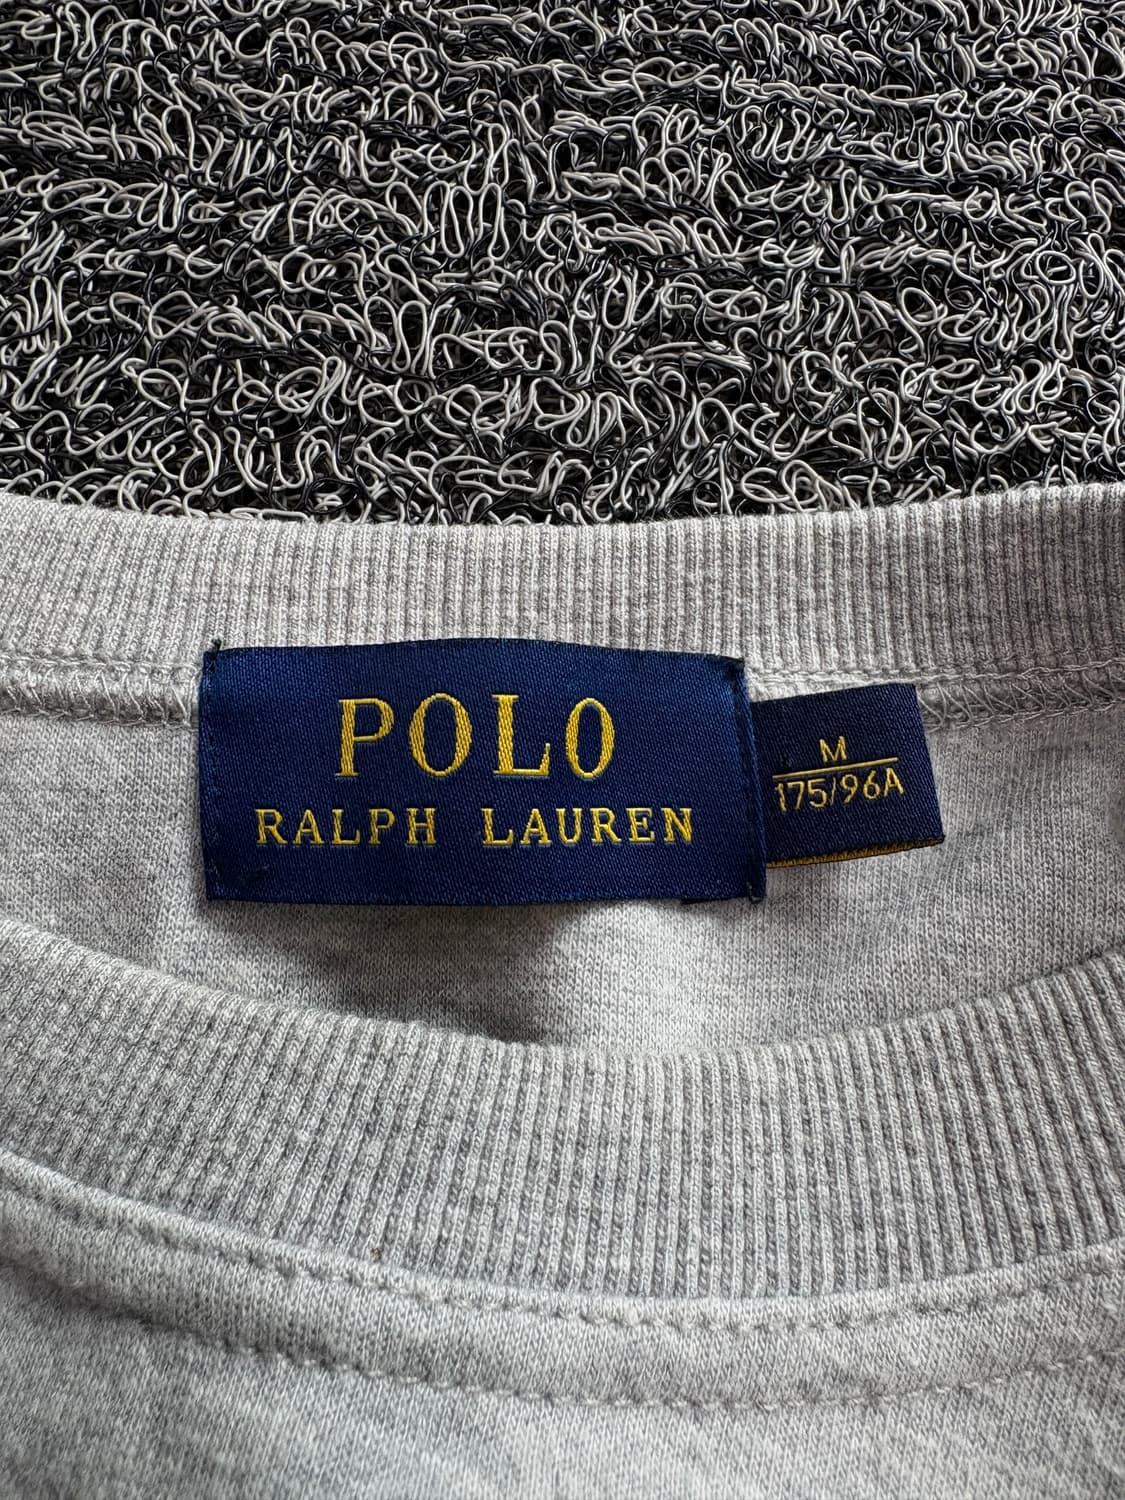 POLO
RALPH LAUREN
M
175/96A